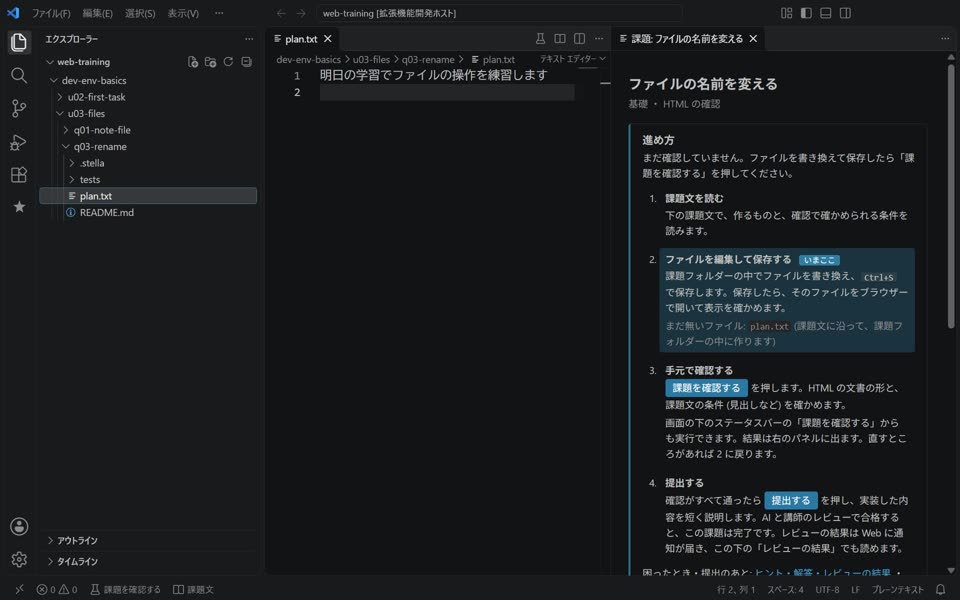 ファイル(F) 編集(E) 選択(S) 表示(V) ···
web-training [拡張機能開発ホスト]
エクスプローラー
web-training
dev-env-basics
u02-first-task
u03-files
q01-note-file
q03-rename
.stella
tests
plan.txt
README.md
アウトライン
タイムライン
plan.txt
dev-env-basics > u03-files > q03-rename > plan.txt
テキスト エディター
1 明日の学習でファイルの操作を練習します
2
課題: ファイルの名前を変える
ファイルの名前を変える
基礎 ・ HTML の確認
進め方
まだ確認していません。ファイルを書き換えて保存したら「課
題を確認する」を押してください。
1. 課題文を読む
下の課題文で、作るものと、確認で確かめられる条件を
読みます。
2. ファイルを編集して保存する いまここ
課題フォルダーの中でファイルを書き換え、 Ctrl+S
で保存します。保存したら、そのファイルをブラウザー
で開いて表示を確かめます。
まだ無いファイル: plan.txt (課題文に沿って、課題フ
ォルダーの中に作ります)
3. 手元で確認する
課題を確認する を押します。HTML の文書の形と、
課題文の条件 (見出しなど) を確かめます。
画面の下のステータスバーの「課題を確認する」から
も実行できます。結果は右のパネルに出ます。直すとこ
ろがあれば 2 に戻ります。
4. 提出する
確認がすべて通ったら 提出する を押し、実装した内
容を短く説明します。AI と講師のレビューで合格する
と、この課題は完了です。レビューの結果は Web に通
知が届き、この下の「レビューの結果」でも読めます。
困ったとき・提出のあと: ヒント・解答・レビューの結果 ・
0 0 課題を確認する 課題文
行 2, 列 1 スペース: 4 UTF-8 LF プレーンテキスト